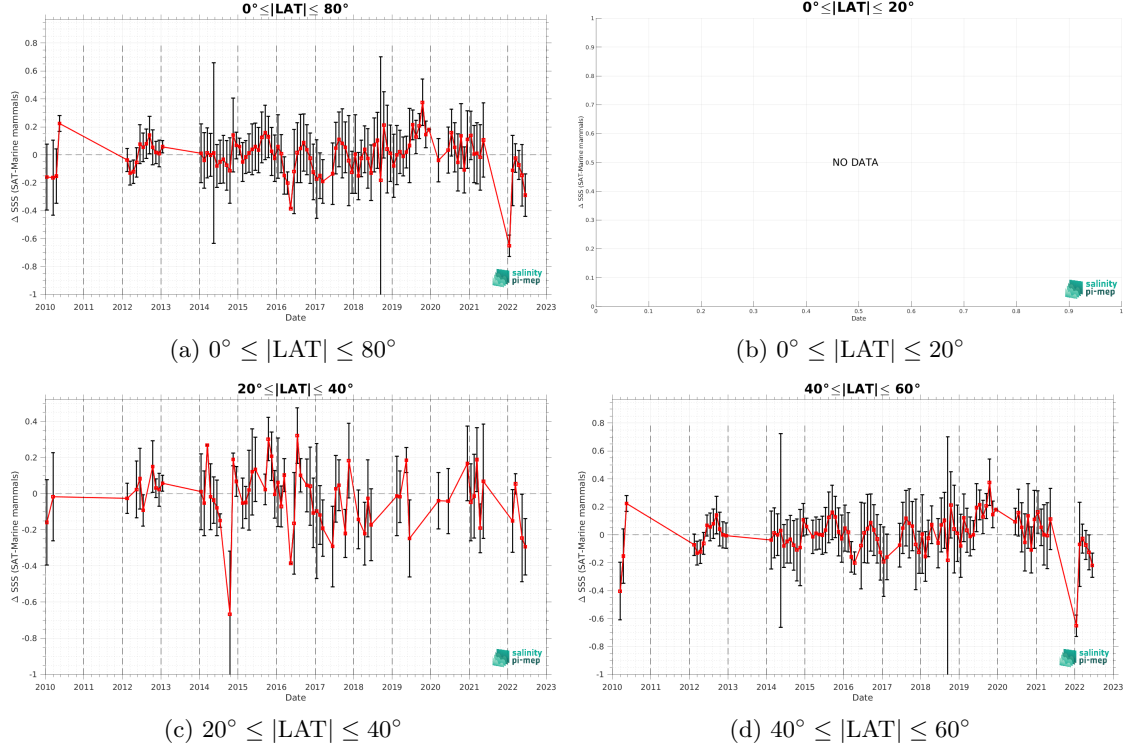 0°≤|LAT|≤ 80°
Δ SSS (SAT-Marine mammals)
0.8
0.6
0.4
0.2
0
-0.2
-0.4
-0.6
-0.8
-1
2010 2011 2012 2013 2014 2015 2016 2017 2018 2019 2020 2021 2022 2023
Date
salinity
pi-mep
(a) 0° ≤ |LAT| ≤ 80°
0°≤|LAT|≤ 20°
Δ SSS (SAT-Marine mammals)
1
0.9
0.8
0.7
0.6
0.5
0.4
0.3
0.2
0.1
0
NO DATA
0 0.1 0.2 0.3 0.4 0.5 0.6 0.7 0.8 0.9 1
Date
salinity
pi-mep
(b) 0° ≤ |LAT| ≤ 20°
20°≤|LAT|≤ 40°
Δ SSS (SAT-Marine mammals)
0.4
0.2
0
-0.2
-0.4
-0.6
-0.8
-1
2010 2011 2012 2013 2014 2015 2016 2017 2018 2019 2020 2021 2022 2023
Date
salinity
pi-mep
(c) 20° ≤ |LAT| ≤ 40°
40°≤|LAT|≤ 60°
Δ SSS (SAT-Marine mammals)
0.8
0.6
0.4
0.2
0
-0.2
-0.4
-0.6
-0.8
-1
2010 2011 2012 2013 2014 2015 2016 2017 2018 2019 2020 2021 2022 2023
Date
salinity
pi-mep
(d) 40° ≤ |LAT| ≤ 60°